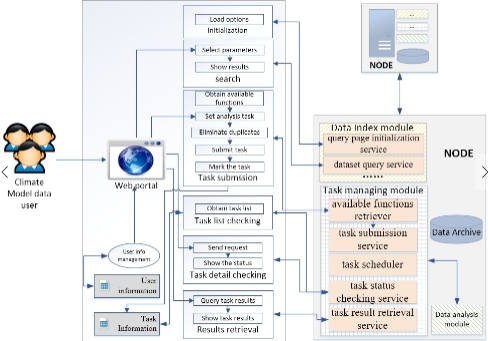 Load options
initialization
Select parameters
Show results
search
Obtain available
functions
Set analysis task
Eliminate duplicates
Submit task
Mark the task
Task submssion
Obtain task list
Task list checking
Send request
Show the status
Task detail checking
Query task results
Show task results
Results retrieval
Climate
Model data
user
Web portal
User info
management
User
information
Task
Information
NODE
Data index module
query page initialization
service
dataset query service
......
Task managing module
available functions
retriever
task submission
service
task scheduler
task status
checking service
task result retrieval
service
NODE
Data Archive
Data analysis
module